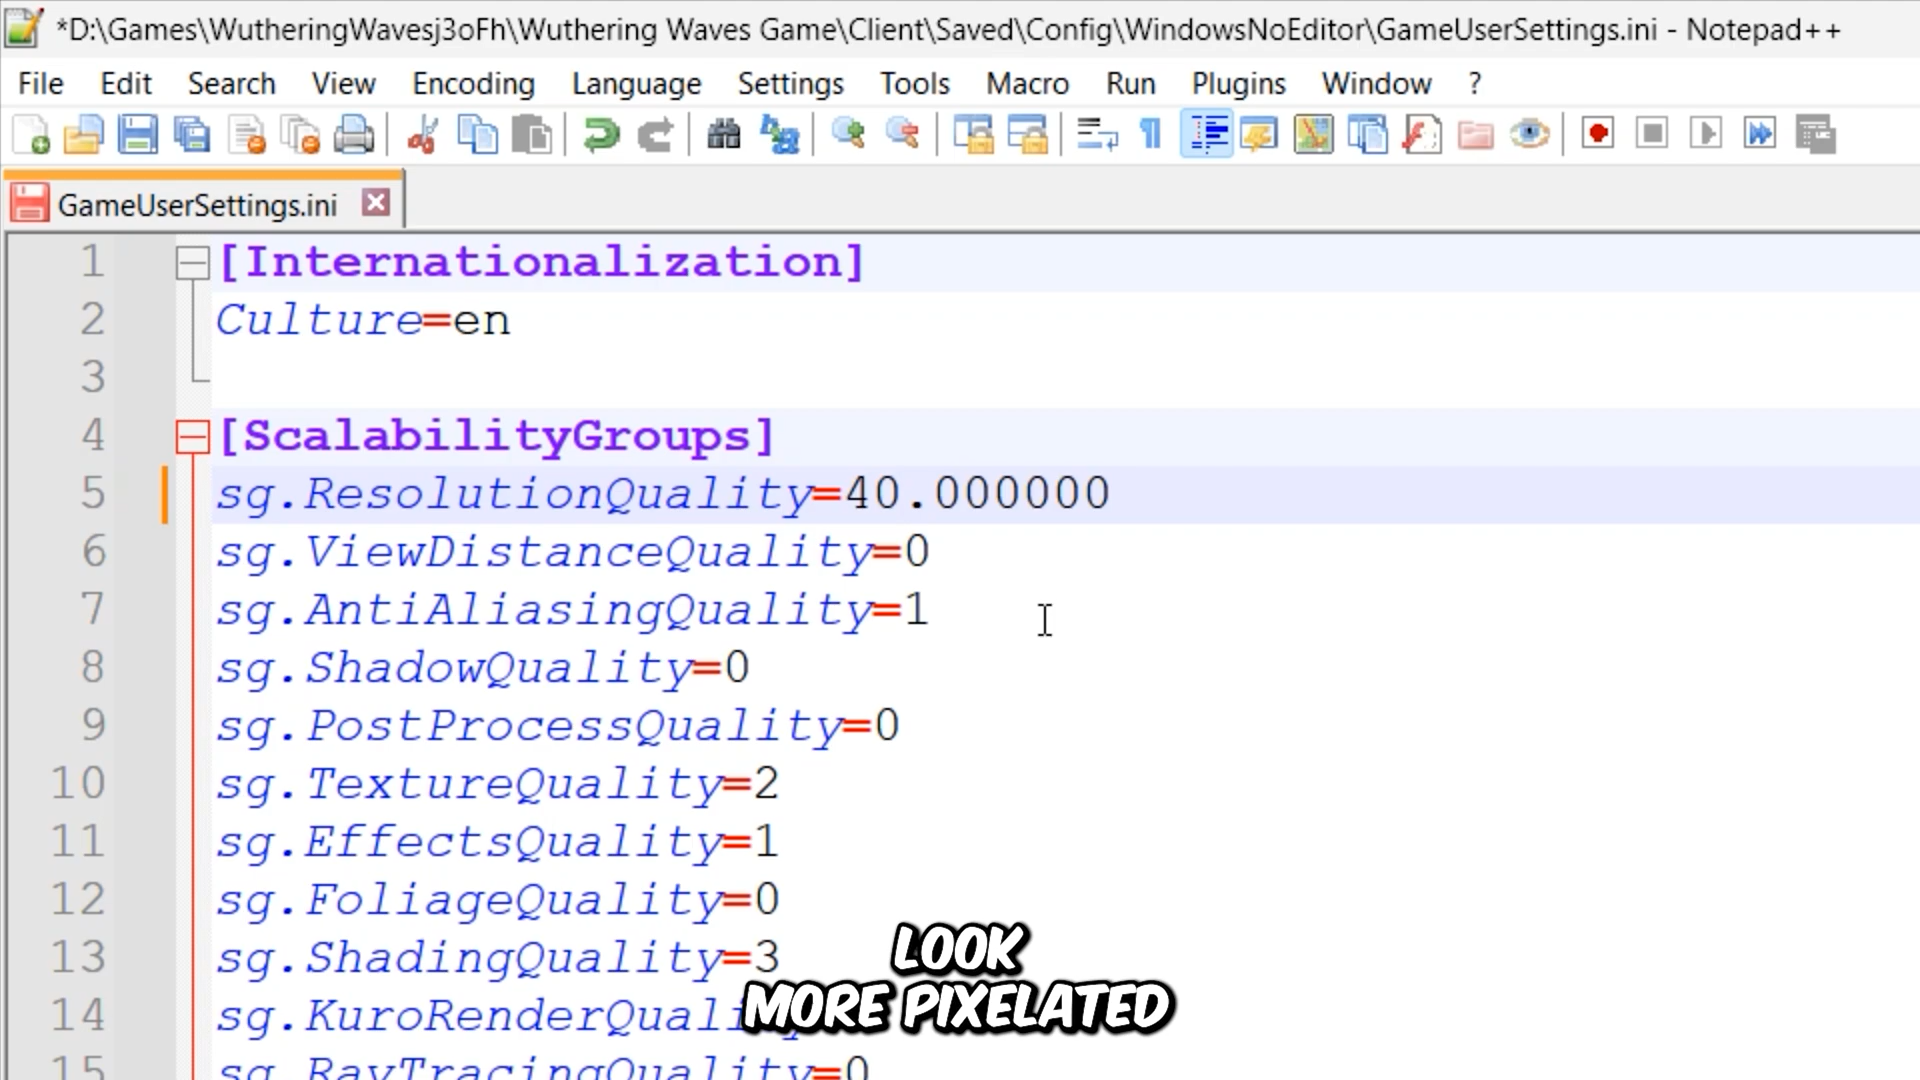 *D:\Games\WutheringWavesj3oFh\Wuthering Waves Game\Client\Saved\Config\WindowsNoEditor\GameUserSettings.ini - Notepad++
File Edit Search View Encoding Language Settings Tools Macro Run Plugins Window ?
GameUserSettings.ini
1 [Internationalization]
2 Culture=en
3
4 [ScalabilityGroups]
5 sg.ResolutionQuality=40.000000
6 sg.ViewDistanceQuality=0
7 sg.AntiAliasingQuality=1
8 sg.ShadowQuality=0
9 sg.PostProcessQuality=0
10 sg.TextureQuality=2
11 sg.EffectsQuality=1
12 sg.FoliageQuality=0
13 sg.ShadingQuality=3
14 sg.KuroRenderQuali
15 sg.RayTracingQuality=0
LOOK
MORE PIXELATED